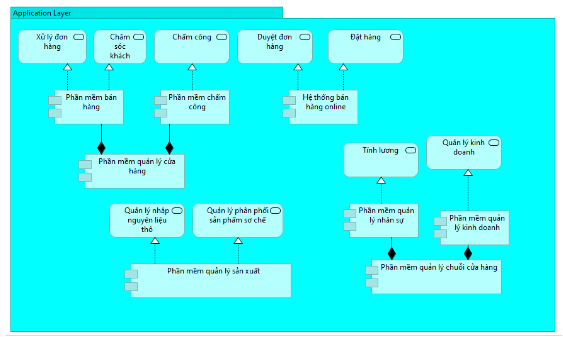 Application Layer
Xử lý đơn
hàng
Chăm
sóc
khách
Chấm công
Duyệt đơn
hàng
Đặt hàng
Phần mềm bán
hàng
Phần mềm chấm
công
Hệ thống bán
hàng online
Phần mềm quản lý cửa
hàng
Tính lương
Quản lý kinh
doanh
Quản lý nhập
nguyên liệu
thô
Quản lý phân phối
sản phẩm sơ chế
Phần mềm quản
lý nhân sự
Phần mềm quản
lý kinh doanh
Phần mềm quản lý sản xuất
Phần mềm quản lý chuỗi cửa hàng